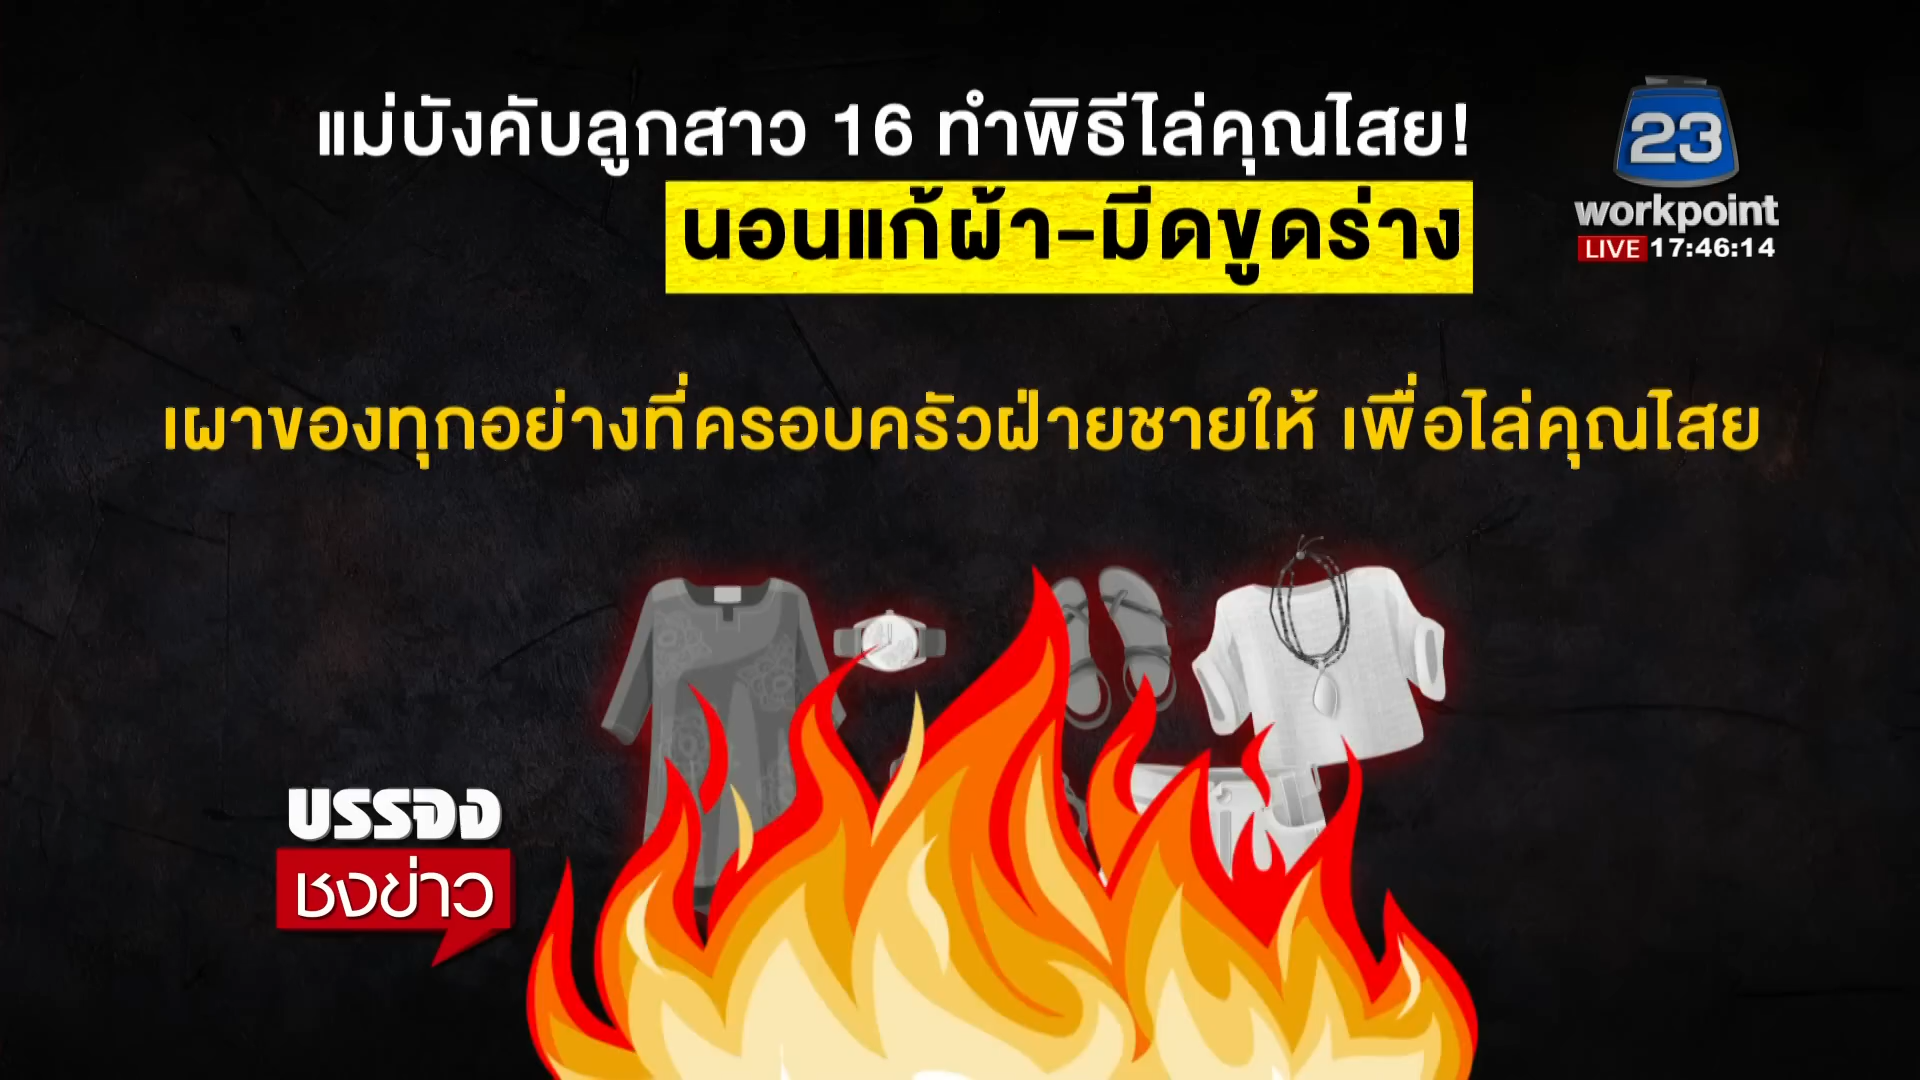 แม่บังคับลูกสาว 16 ทำพิธีไล่คุณไสย!
นอนแก้ผ้า-มีดขูดร่าง
23
workpoint
LIVE 17:46:14
เผาของทุกอย่างที่ครอบครัวฝ่ายชายให้ เพื่อไล่คุณไสย
บรรจง
ชงข่าว